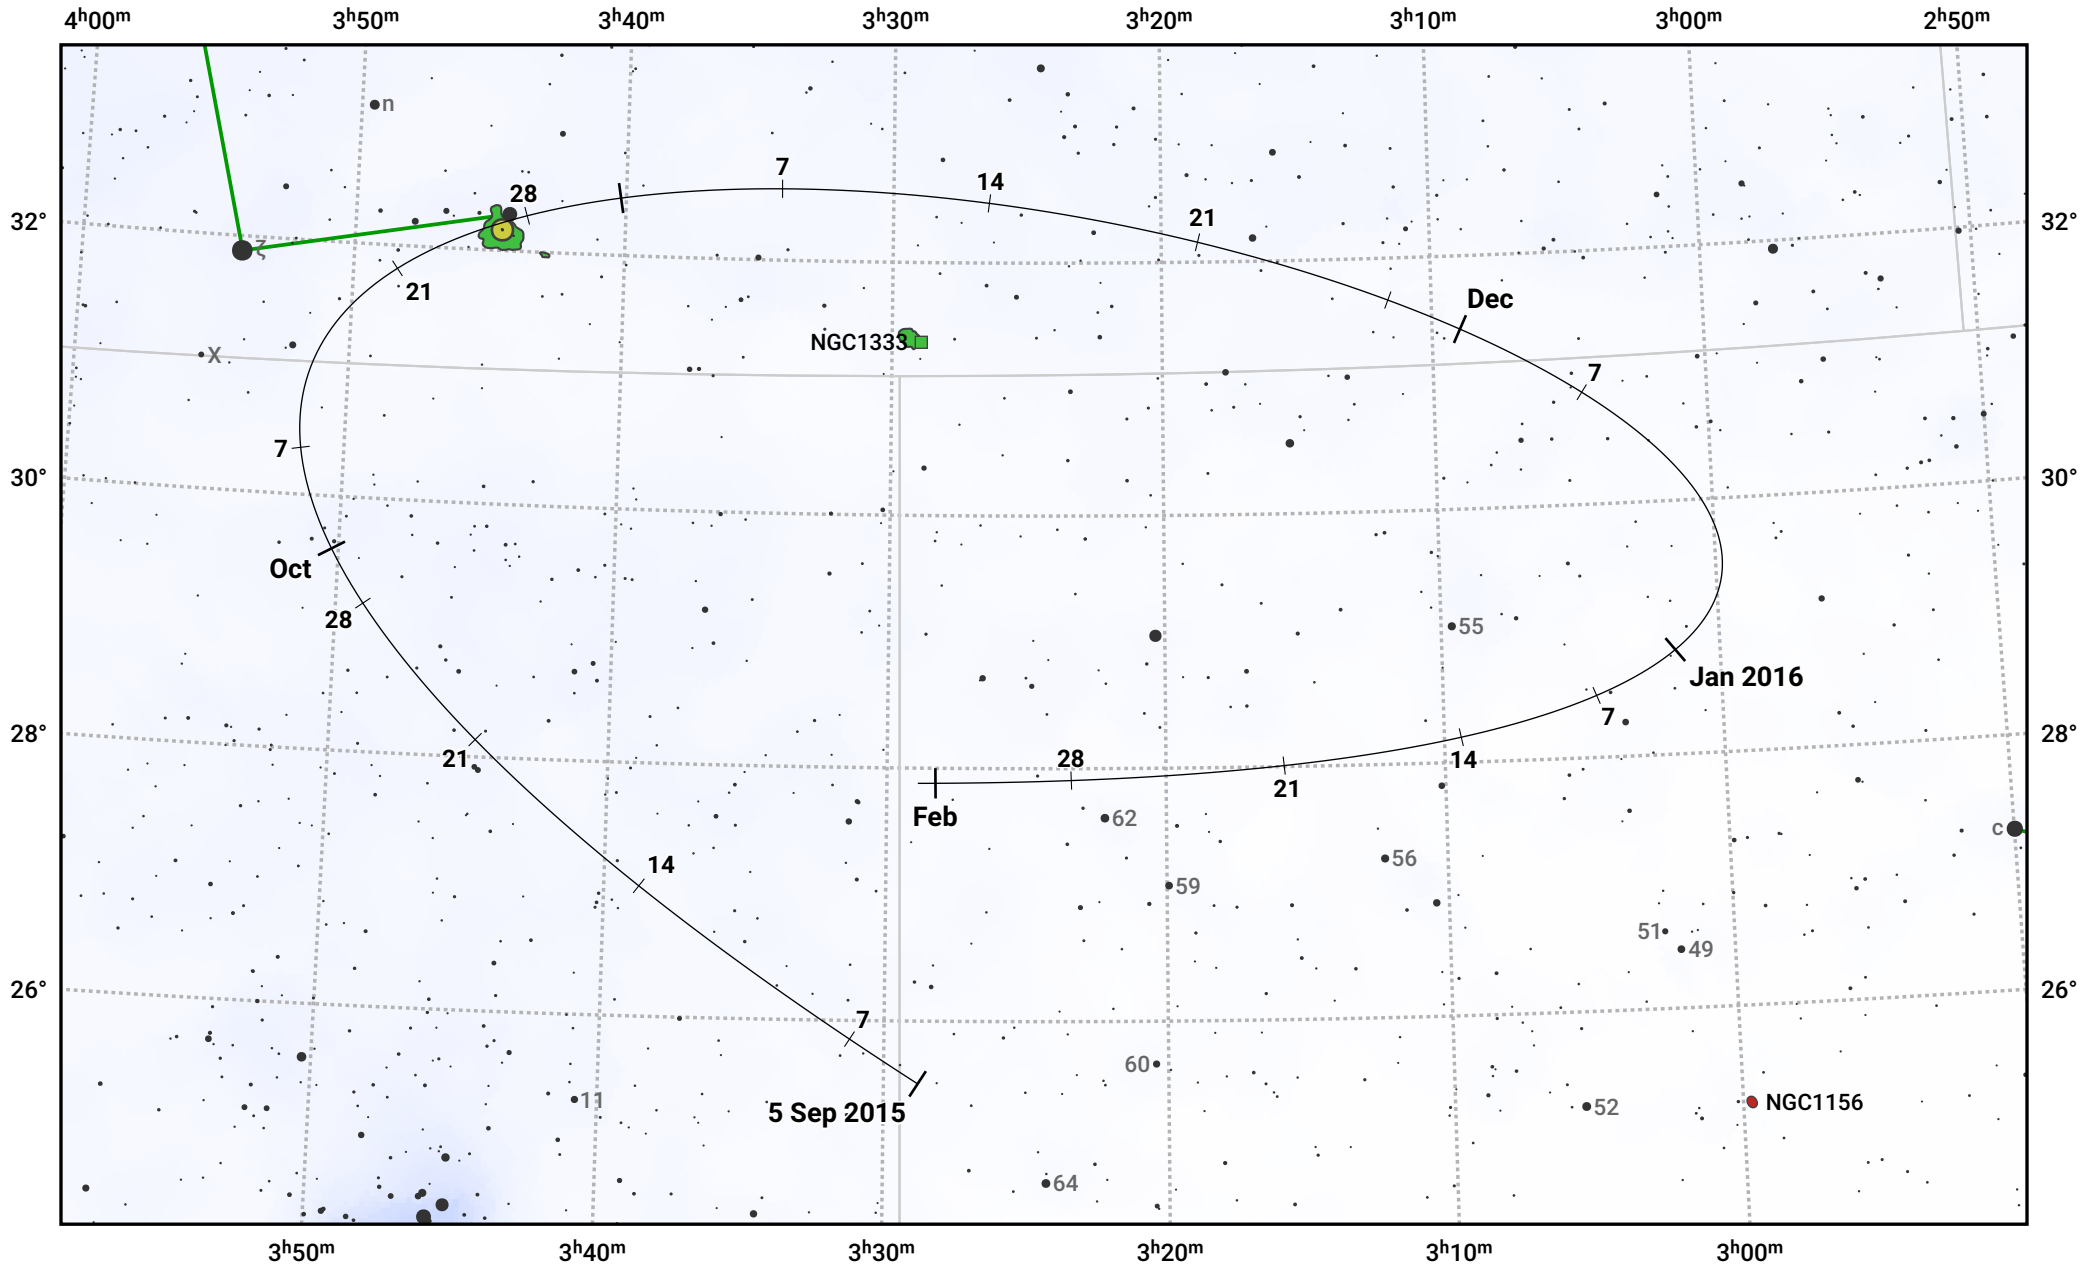 4ʰ00ᵐ 3ʰ50ᵐ 3ʰ40ᵐ 3ʰ30ᵐ 3ʰ20ᵐ 3ʰ10ᵐ 3ʰ00ᵐ 2ʰ50ᵐ
n
7
14
28
21
32° 32°
ζ
21
Dec
NGC1333
χ
7
7
30° 30°
Oct
28
55
Jan 2016
7
28° 28°
21
28
14
21
Feb
62
c
14
56
59
51
49
26° 26°
7
60
11
5 Sep 2015
52
NGC1156
64
3ʰ50ᵐ 3ʰ40ᵐ 3ʰ30ᵐ 3ʰ20ᵐ 3ʰ10ᵐ 3ʰ00ᵐ